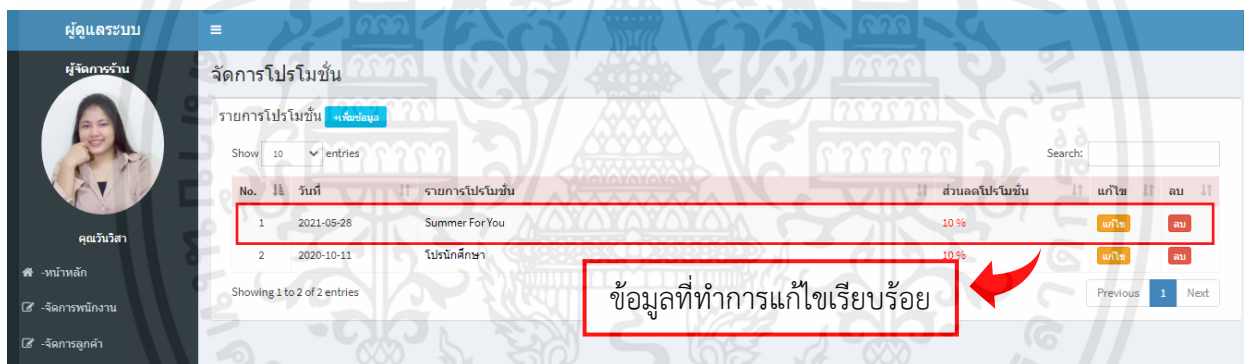 ผู้ดูแลระบบ
ผู้จัดการร้าน
คุณวันวิสา
-หน้าหลัก
-จัดการพนักงาน
-จัดการลูกค้า
จัดการโปรโมชั่น
รายการโปรโมชั่น +เพิ่มข้อมูล
Show 10 entries Search:
No. วันที่ รายการโปรโมชั่น ส่วนลดโปรโมชั่น แก้ไข ลบ
1 2021-05-28 Summer For You 10 % แก้ไข ลบ
2 2020-10-11 โปรนักศึกษา 10 % แก้ไข ลบ
Showing 1 to 2 of 2 entries Previous 1 Next
ข้อมูลที่ทำการแก้ไขเรียบร้อย